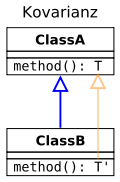 Kovarianz
ClassA
method(): T
ClassB
method(): T'